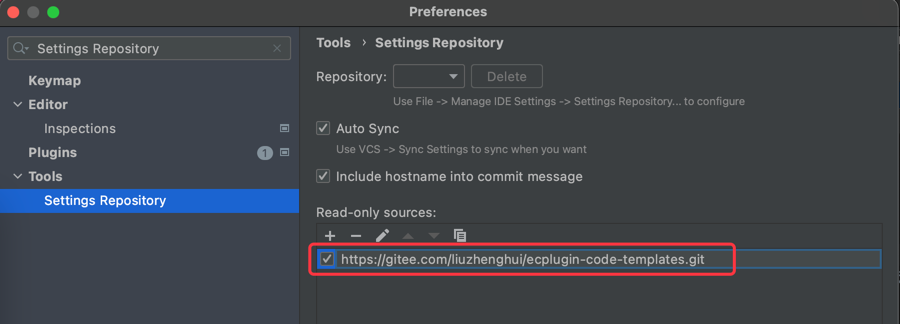 Preferences
Settings Repository
Keymap
Editor
Inspections
Plugins
1
Tools
Settings Repository
Tools › Settings Repository
Repository:
Delete
Use File -> Manage IDE Settings -> Settings Repository... to configure
Auto Sync
Use VCS -> Sync Settings to sync when you want
Include hostname into commit message
Read-only sources:
https://gitee.com/liuzhenghui/ecplugin-code-templates.git